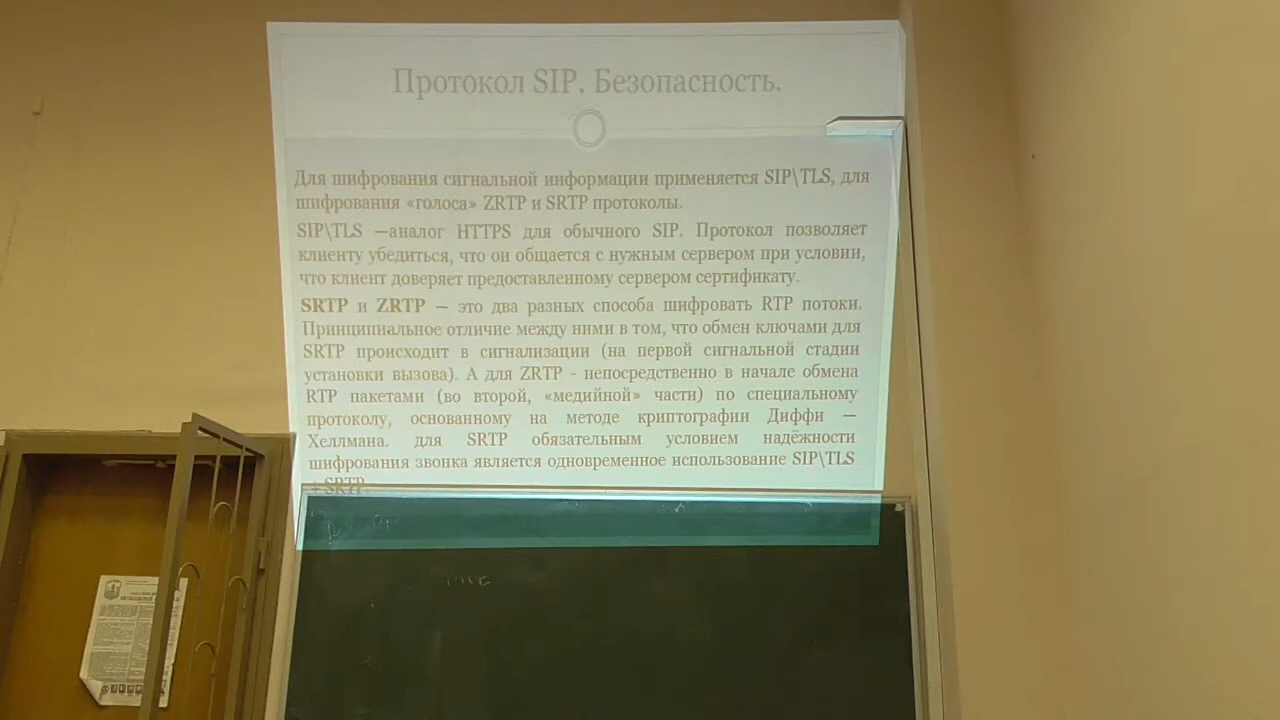 Протокол SIP. Безопасность.
Для шифрования сигнальной информации применяется SIP\TLS, для
шифрования «голоса» ZRTP и SRTP протоколы.
SIP\TLS —аналог HTTPS для обычного SIP. Протокол позволяет
клиенту убедиться, что он общается с нужным сервером при условии,
что клиент доверяет предоставленному сервером сертификату.
SRTP и ZRTP — это два разных способа шифровать RTP потоки.
Принципиальное отличие между ними в том, что обмен ключами для
SRTP происходит в сигнализации (на первой сигнальной стадии
установки вызова). А для ZRTP - непосредственно в начале обмена
RTP пакетами (во второй, «медийной» части) по специальному
протоколу, основанному на методе криптографии Диффи —
Хеллмана. для SRTP обязательным условием надёжности
шифрования звонка является одновременное использование SIP\TLS
+ SRTP.